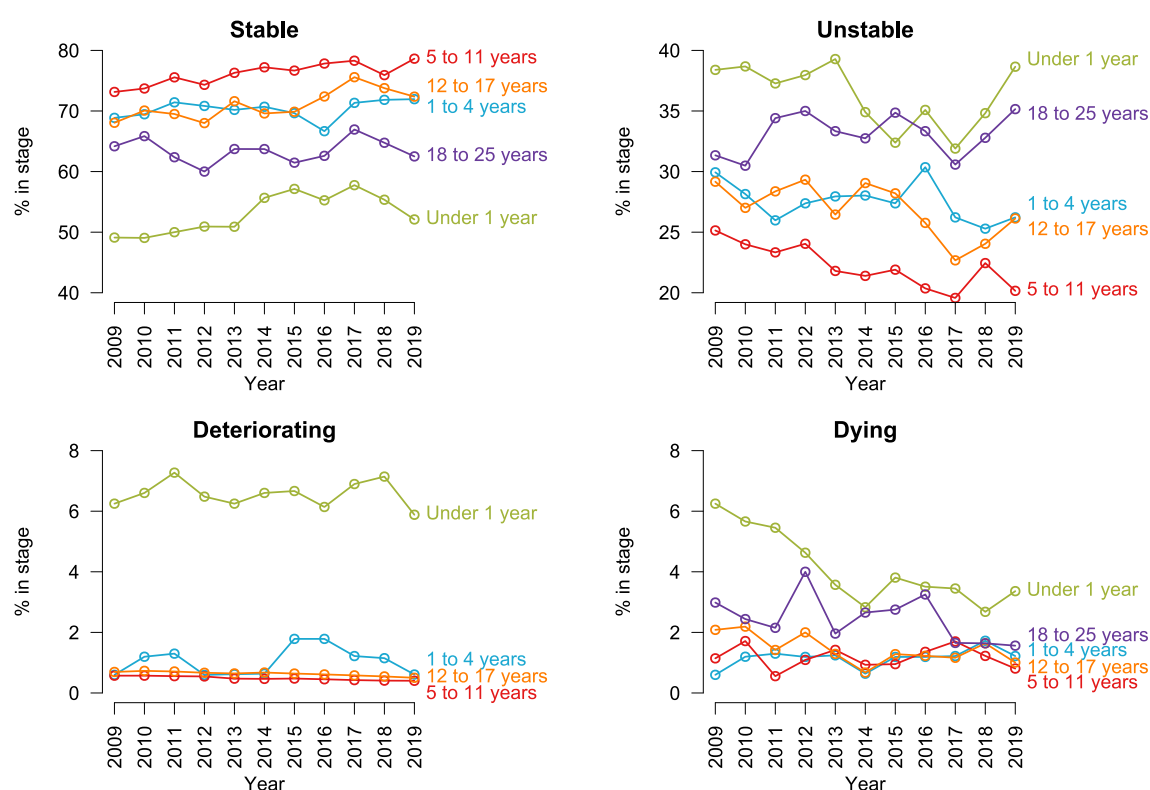 Stable
% in stage
80
70
60
50
40
5 to 11 years
12 to 17 years
1 to 4 years
18 to 25 years
Under 1 year
2009
2010
2011
2012
2013
2014
2015
2016
2017
2018
2019
Year
Unstable
% in stage
40
35
30
25
20
Under 1 year
18 to 25 years
1 to 4 years
12 to 17 years
5 to 11 years
2009
2010
2011
2012
2013
2014
2015
2016
2017
2018
2019
Year
Deteriorating
% in stage
8
6
4
2
0
Under 1 year
1 to 4 years
12 to 17 years
5 to 11 years
2009
2010
2011
2012
2013
2014
2015
2016
2017
2018
2019
Year
Dying
% in stage
8
6
4
2
0
Under 1 year
18 to 25 years
1 to 4 years
12 to 17 years
5 to 11 years
2009
2010
2011
2012
2013
2014
2015
2016
2017
2018
2019
Year